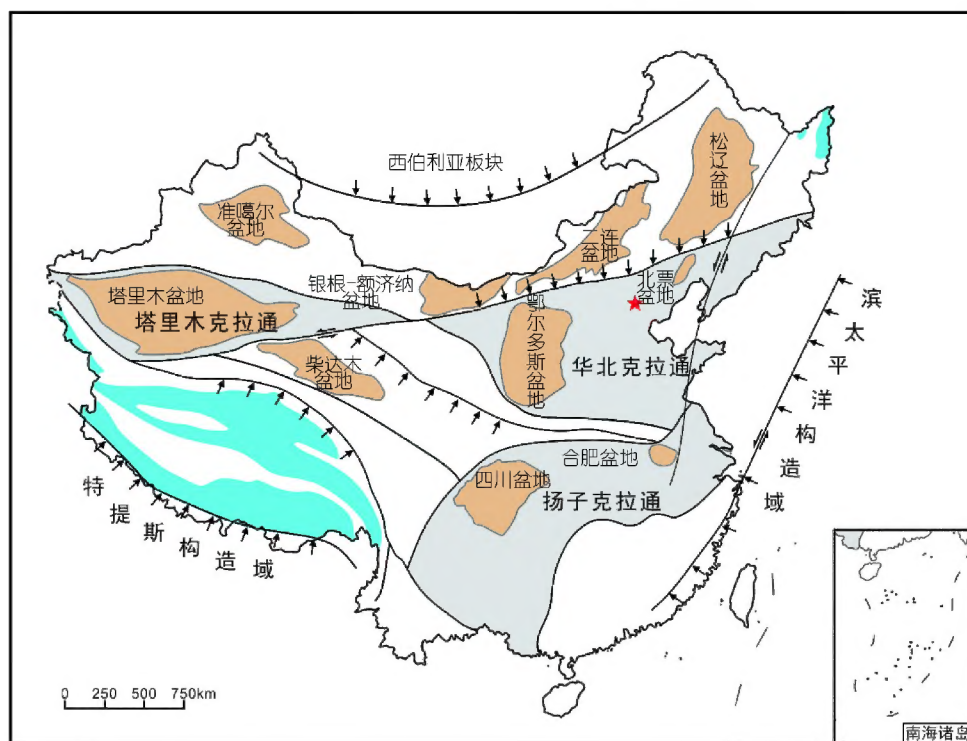 西伯利亚板块
松辽
盆地
准噶尔
盆地
二连
盆地
银根-额济纳
盆地
北票
盆地
塔里木盆地
塔里木克拉通
鄂尔多斯盆地
柴达木
盆地
华北克拉通
滨太平洋构造域
合肥盆地
四川盆地
扬子克拉通
特提斯构造域
0 250 500 750km
南海诸岛